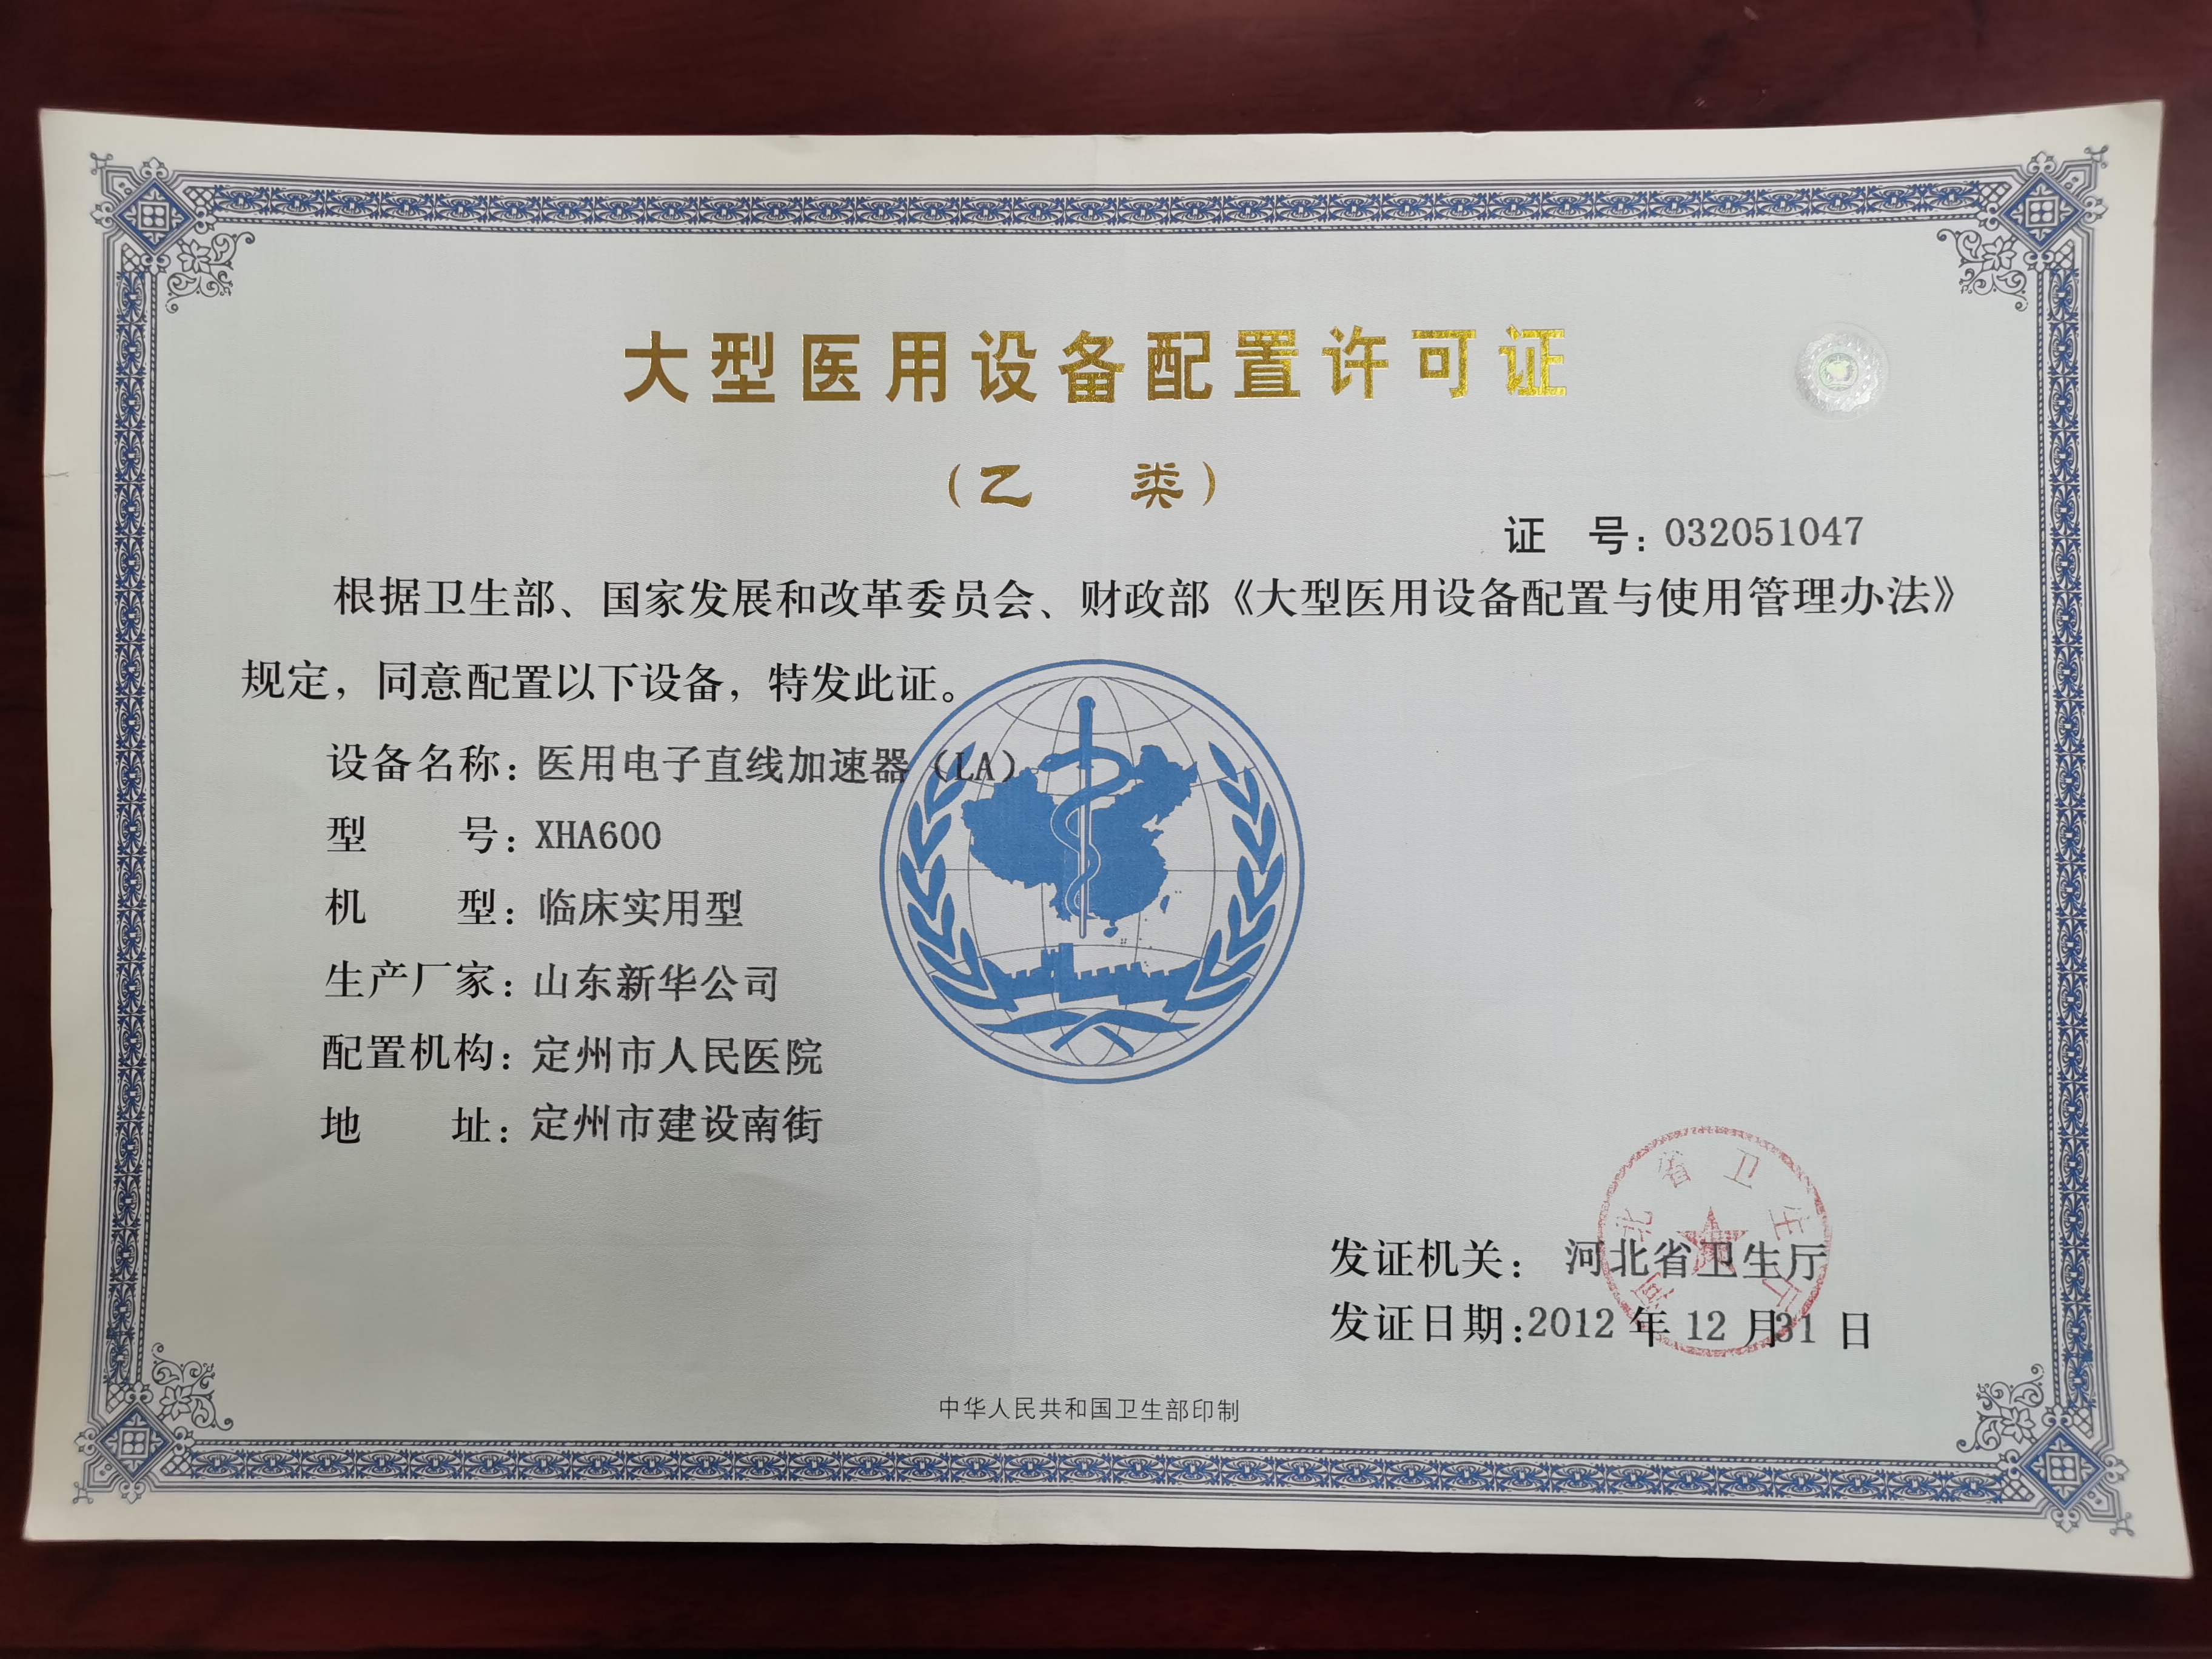 大型医用设备配置许可证
（乙 类）
证 号：032051047
根据卫生部、国家发展和改革委员会、财政部《大型医用设备配置与使用管理办法》
规定，同意配置以下设备，特发此证。
设备名称：医用电子直线加速器（LA）
型 号：XHA600
机 型：临床实用型
生产厂家：山东新华公司
配置机构：定州市人民医院
地 址：定州市建设南街
河北省卫生厅
发证机关： 河北省卫生厅
发证日期:2012 年 12 月31 日
中华人民共和国卫生部印制